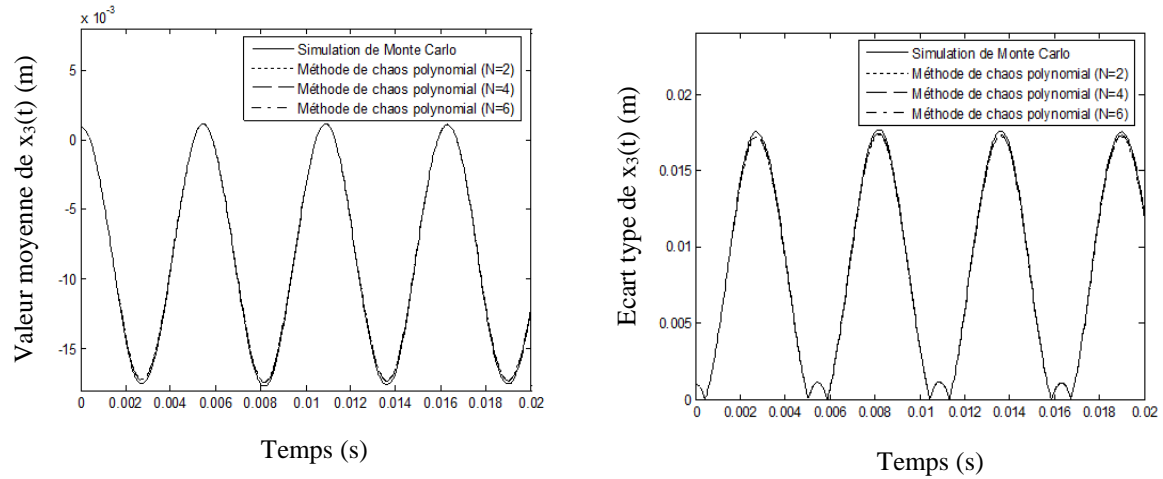 x 10⁻³
Valeur moyenne de x₃(t) (m)
5
0
-5
-10
-15
Simulation de Monte Carlo
Méthode de chaos polynomial (N=2)
Méthode de chaos polynomial (N=4)
Méthode de chaos polynomial (N=6)
0 0.002 0.004 0.006 0.008 0.01 0.012 0.014 0.016 0.018 0.02
Temps (s)
Ecart type de x₃(t) (m)
0.02
0.015
0.01
0.005
0
Simulation de Monte Carlo
Méthode de chaos polynomial (N=2)
Méthode de chaos polynomial (N=4)
Méthode de chaos polynomial (N=6)
0 0.002 0.004 0.006 0.008 0.01 0.012 0.014 0.016 0.018 0.02
Temps (s)